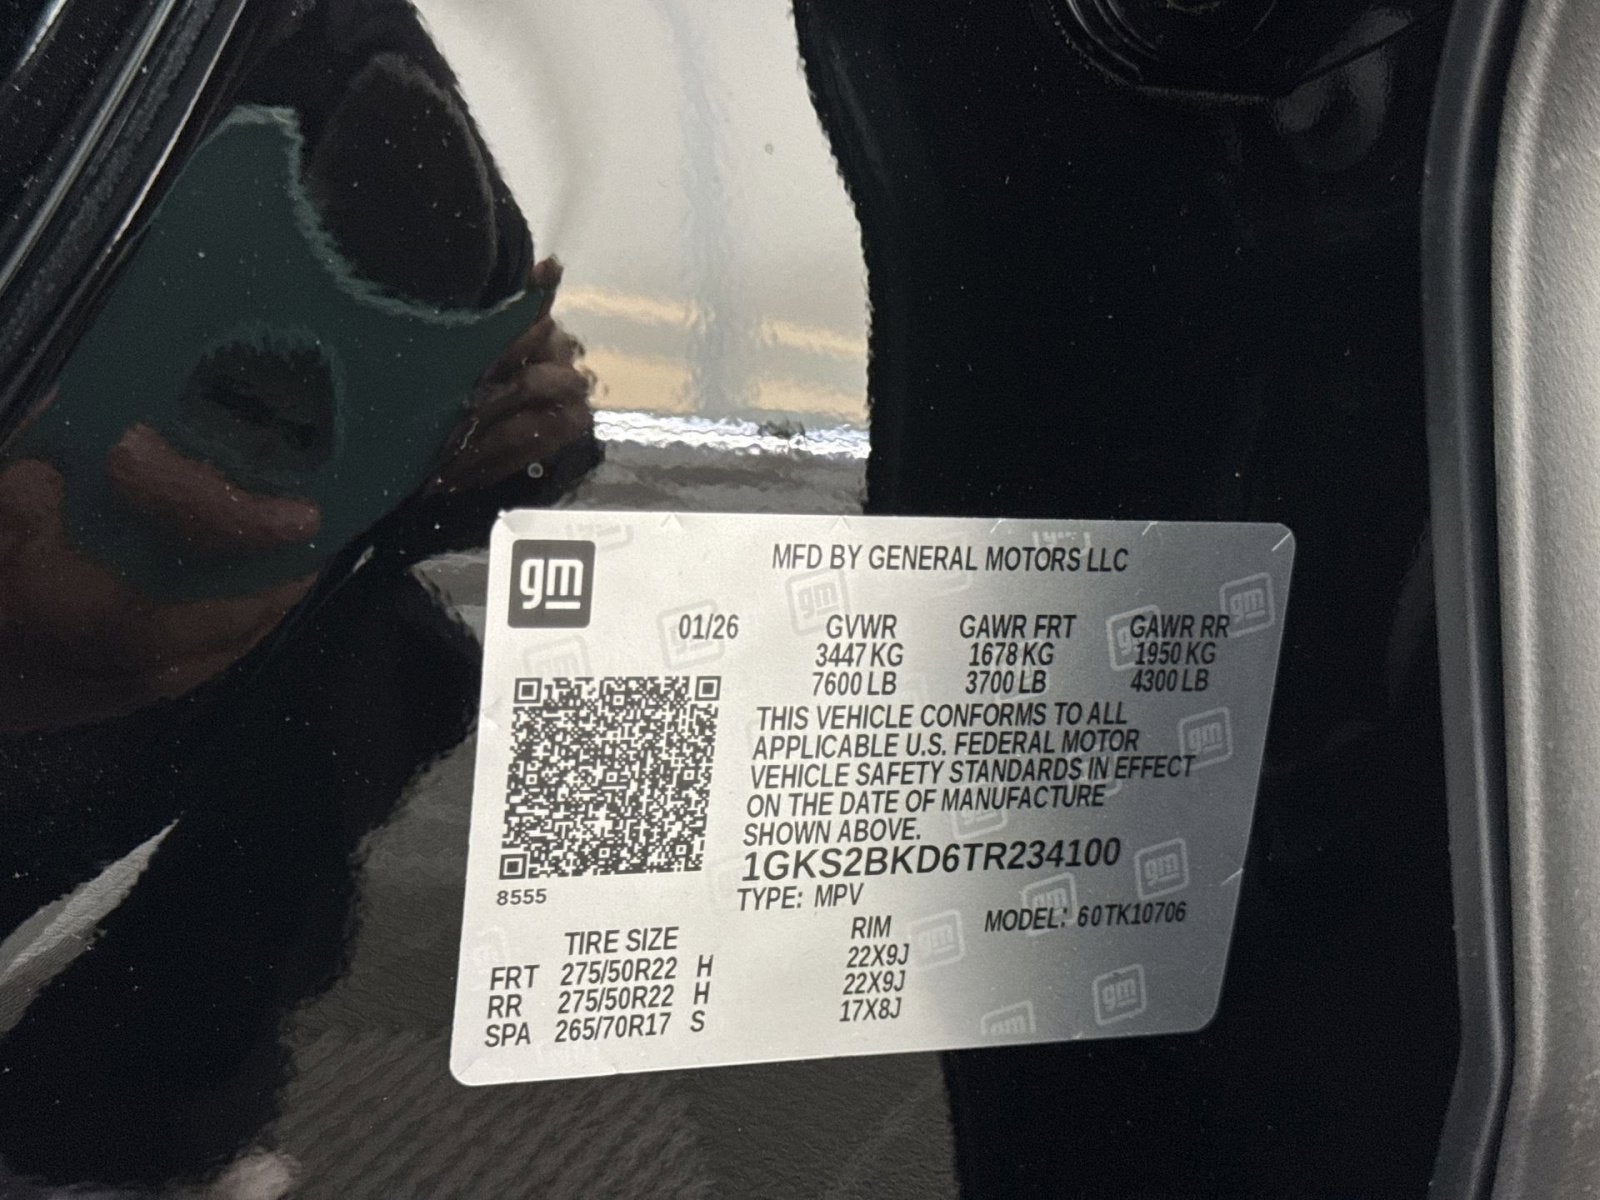 gm
MFD BY GENERAL MOTORS LLC
01/26 GVWR GAWR FRT GAWR RR
3447 KG 1678 KG 1950 KG
7600 LB 3700 LB 4300 LB
THIS VEHICLE CONFORMS TO ALL
APPLICABLE U.S. FEDERAL MOTOR
VEHICLE SAFETY STANDARDS IN EFFECT
ON THE DATE OF MANUFACTURE
SHOWN ABOVE.
1GKS2BKD6TR234100
8555
TYPE: MPV
TIRE SIZE RIM MODEL: 60TK10706
FRT 275/50R22 H 22X9J
RR 275/50R22 H 22X9J
SPA 265/70R17 S 17X8J